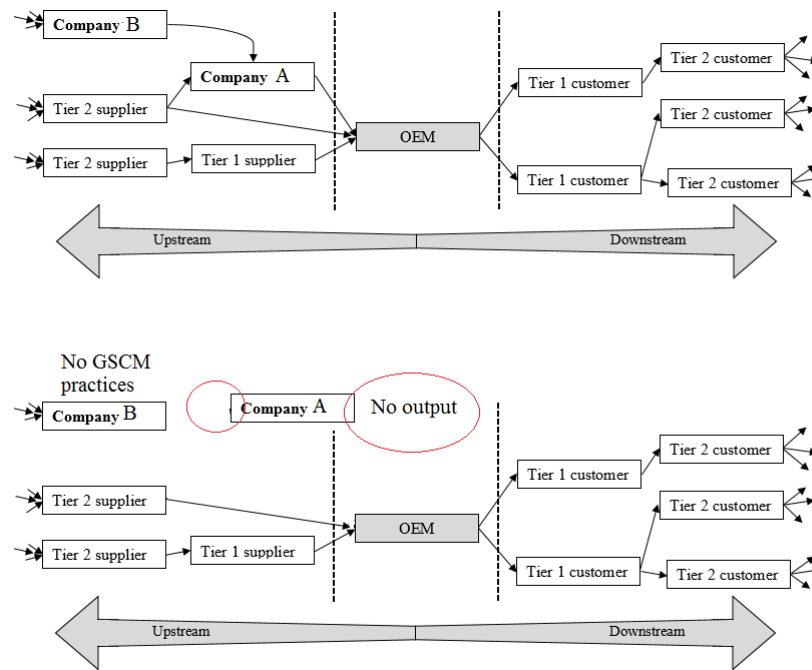 Company B
Tier 2 customer
Company A
Tier 1 customer
Tier 2 supplier
Tier 2 customer
OEM
Tier 2 supplier
Tier 1 supplier
Tier 1 customer
Tier 2 customer
Upstream
Downstream
No GSCM
practices
Company B
Company A
No output
Tier 2 customer
Tier 1 customer
Tier 2 supplier
Tier 2 customer
OEM
Tier 2 supplier
Tier 1 supplier
Tier 1 customer
Tier 2 customer
Upstream
Downstream